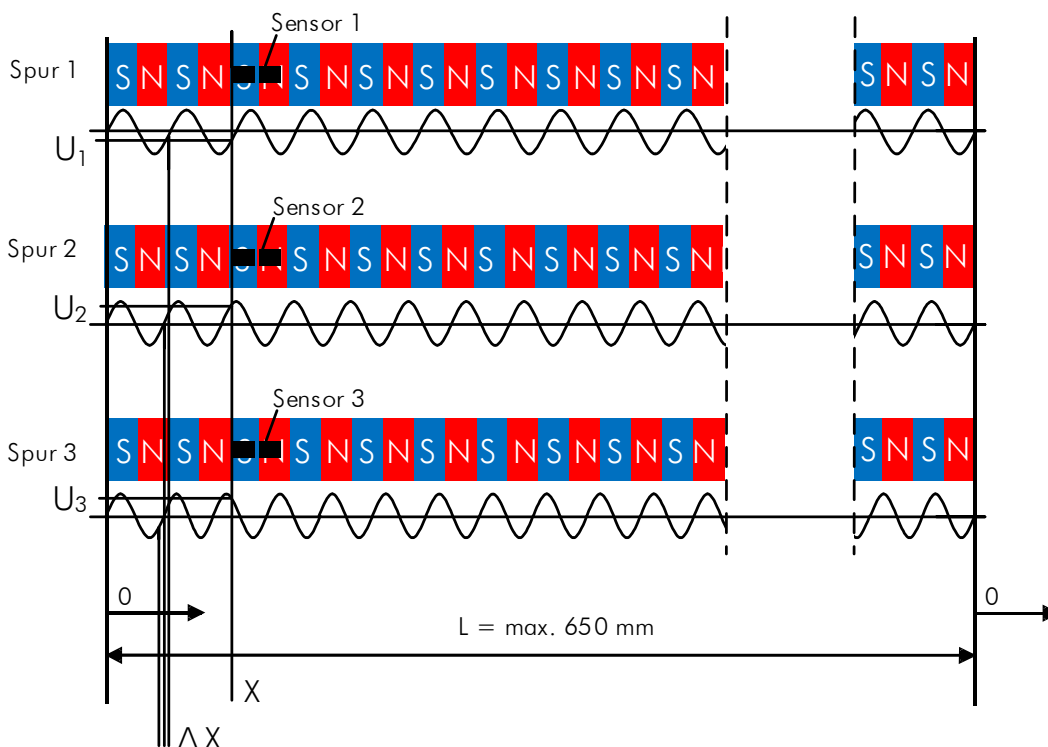 Sensor 1
Spur 1
S N S N S N S N S N S N S N S N S N S N
S N S N
U1
Sensor 2
Spur 2
S N S N S N S N S N S N S N S N S N S N
S N S N
U2
Sensor 3
Spur 3
S N S N S N S N S N S N S N S N S N S N
S N S N
U3
0
0
L = max. 650 mm
X
Δ X